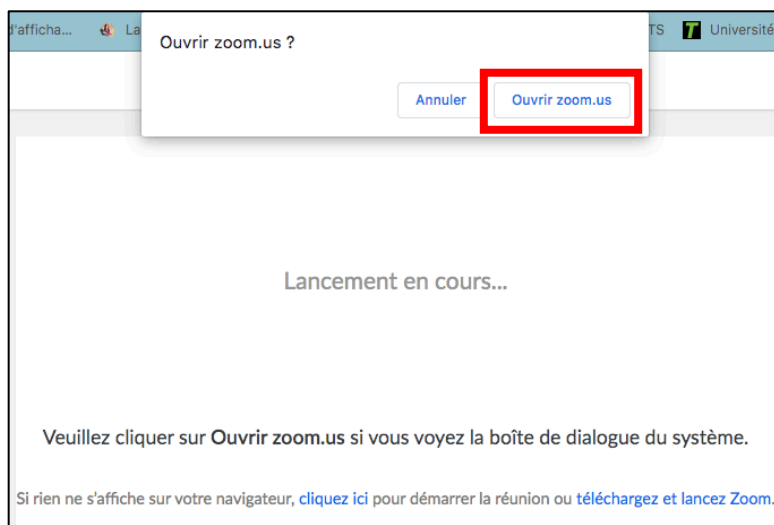 d'afficha... La TS Université
Ouvrir zoom.us ?
Annuler Ouvrir zoom.us
Lancement en cours...
Veuillez cliquer sur Ouvrir zoom.us si vous voyez la boîte de dialogue du système.
Si rien ne s'affiche sur votre navigateur, cliquez ici pour démarrer la réunion ou téléchargez et lancez Zoom.